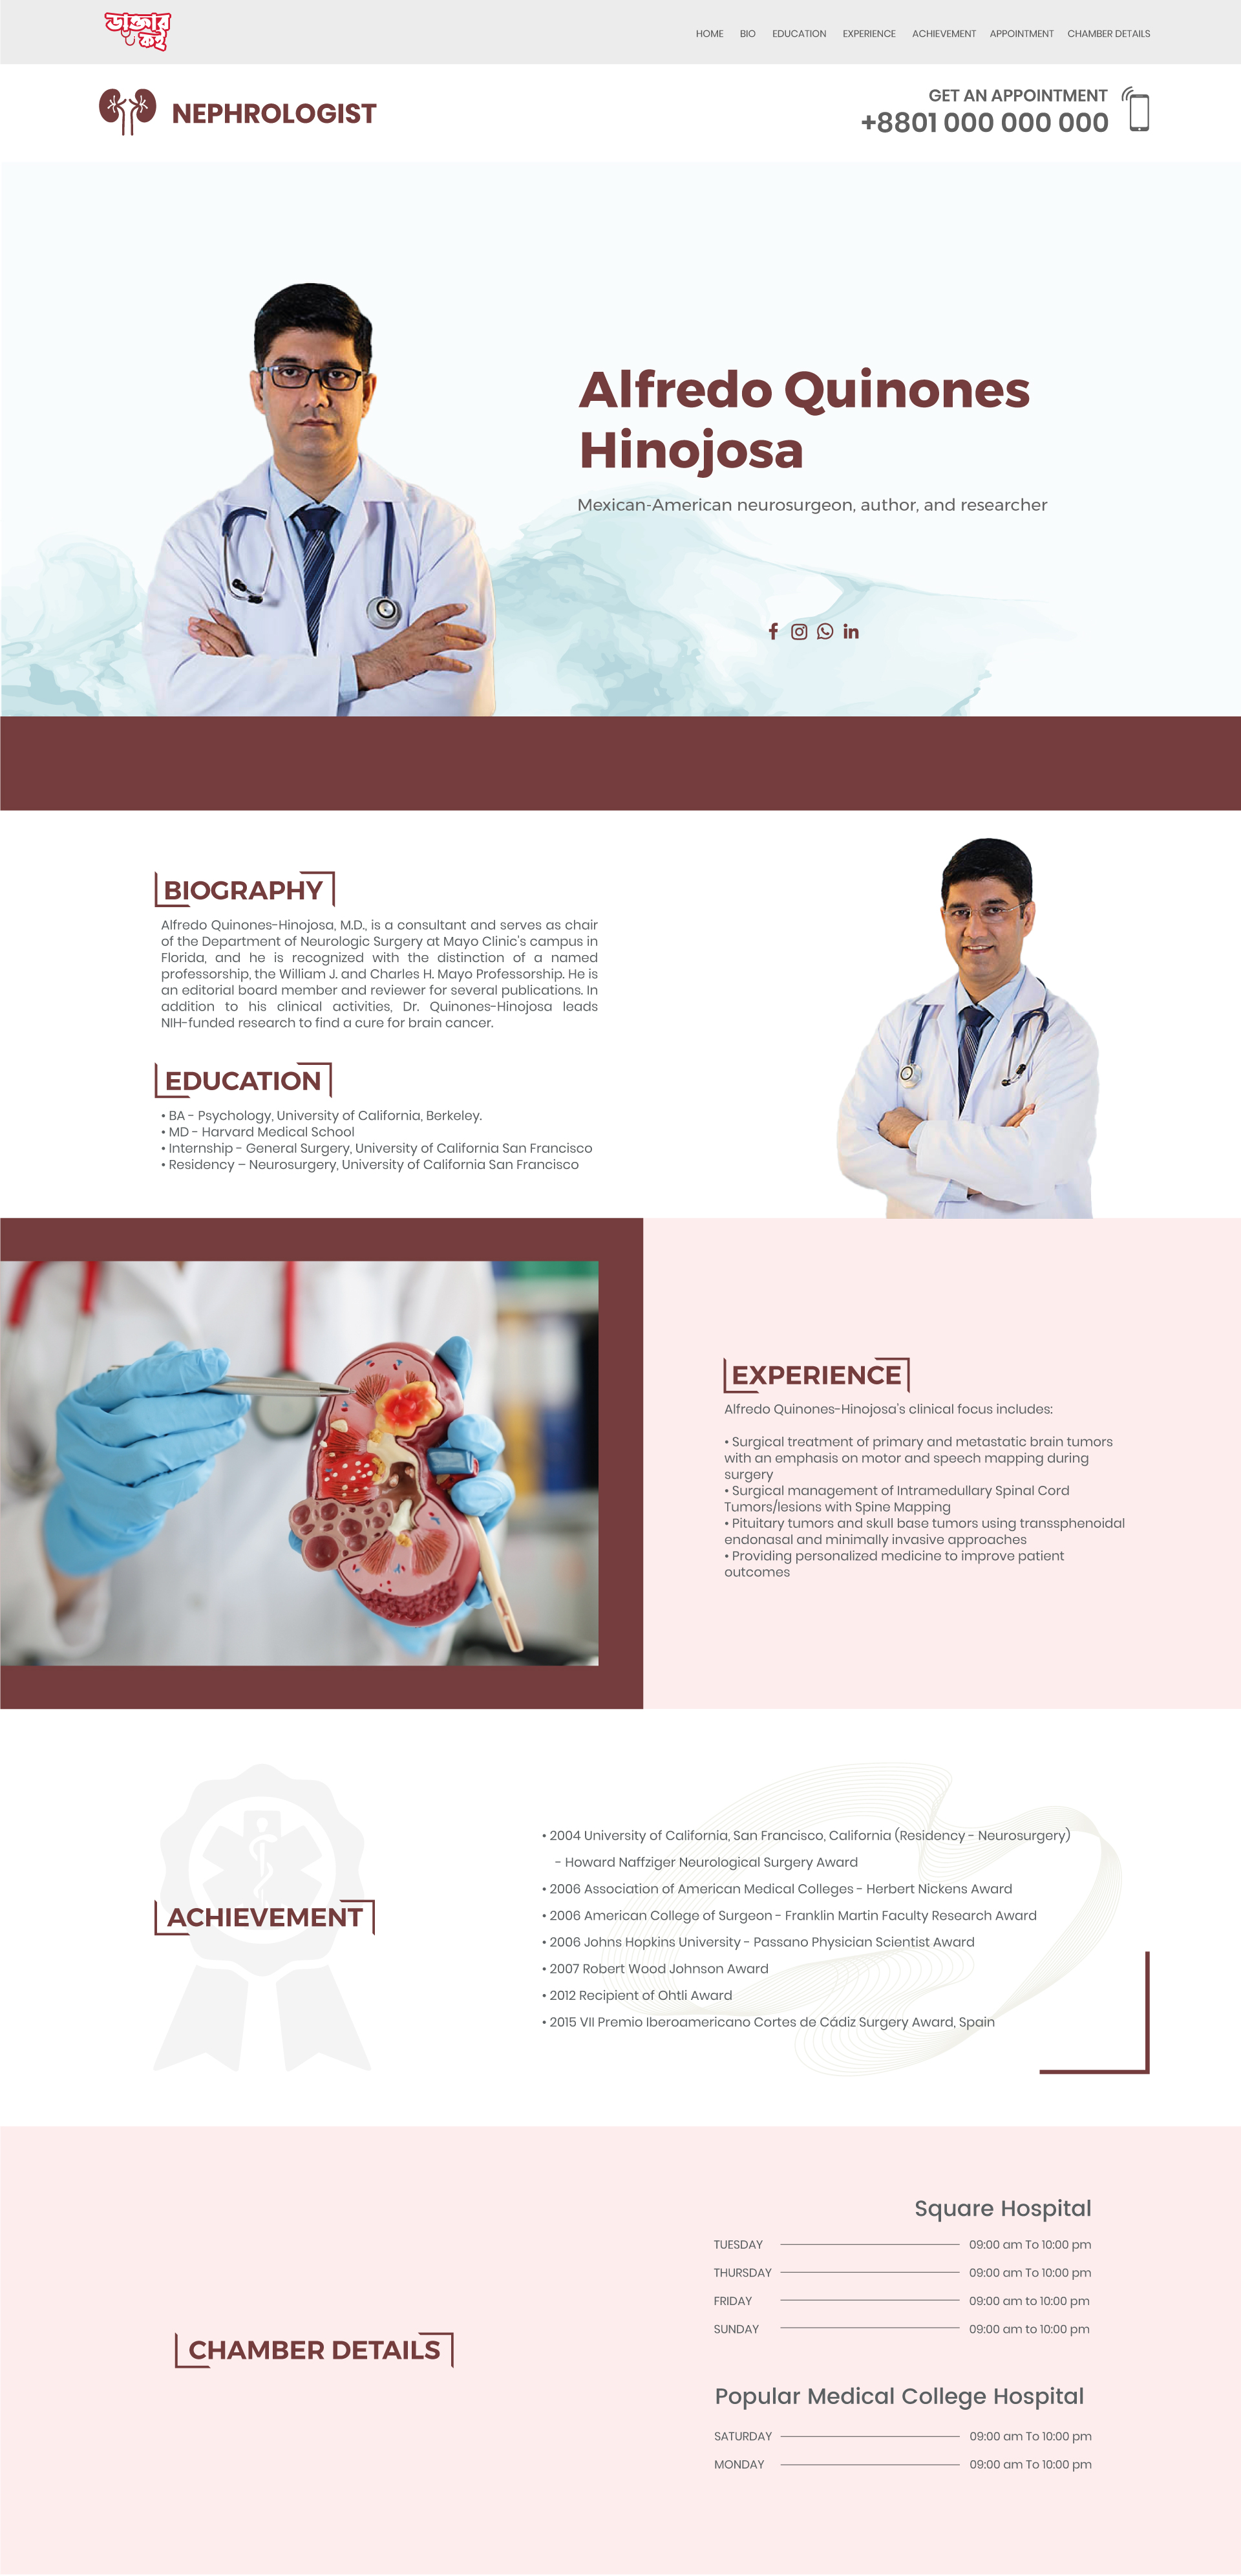 ডাক্তার
কই
HOME BIO EDUCATION EXPERIENCE ACHIEVEMENT APPOINTMENT CHAMBER DETAILS
NEPHROLOGIST
GET AN APPOINTMENT
+8801 000 000 000
Alfredo Quinones
Hinojosa
Mexican-American neurosurgeon, author, and researcher
BIOGRAPHY
Alfredo Quinones-Hinojosa, M.D., is a consultant and serves as chair
of the Department of Neurologic Surgery at Mayo Clinic's campus in
Florida, and he is recognized with the distinction of a named
professorship, the William J. and Charles H. Mayo Professorship. He is
an editorial board member and reviewer for several publications. In
addition to his clinical activities, Dr. Quinones-Hinojosa leads
NIH-funded research to find a cure for brain cancer.
EDUCATION
• BA - Psychology, University of California, Berkeley.
• MD - Harvard Medical School
• Internship - General Surgery, University of California San Francisco
• Residency – Neurosurgery, University of California San Francisco
EXPERIENCE
Alfredo Quinones-Hinojosa's clinical focus includes:
• Surgical treatment of primary and metastatic brain tumors
with an emphasis on motor and speech mapping during
surgery
• Surgical management of Intramedullary Spinal Cord
Tumors/lesions with Spine Mapping
• Pituitary tumors and skull base tumors using transsphenoidal
endonasal and minimally invasive approaches
• Providing personalized medicine to improve patient
outcomes
ACHIEVEMENT
• 2004 University of California, San Francisco, California (Residency - Neurosurgery)
- Howard Naffziger Neurological Surgery Award
• 2006 Association of American Medical Colleges - Herbert Nickens Award
• 2006 American College of Surgeon - Franklin Martin Faculty Research Award
• 2006 Johns Hopkins University - Passano Physician Scientist Award
• 2007 Robert Wood Johnson Award
• 2012 Recipient of Ohtli Award
• 2015 VII Premio Iberoamericano Cortes de Cádiz Surgery Award, Spain
CHAMBER DETAILS
Square Hospital
TUESDAY 09:00 am To 10:00 pm
THURSDAY 09:00 am To 10:00 pm
FRIDAY 09:00 am to 10:00 pm
SUNDAY 09:00 am to 10:00 pm
Popular Medical College Hospital
SATURDAY 09:00 am To 10:00 pm
MONDAY 09:00 am To 10:00 pm